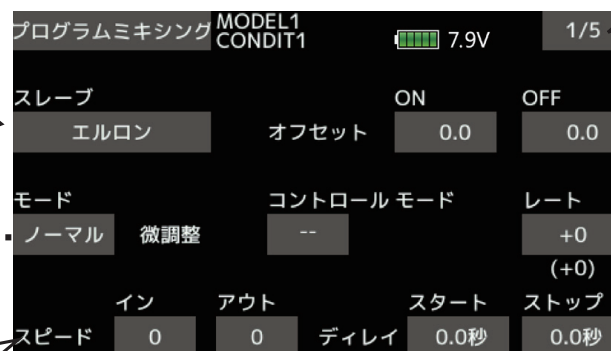 プログラムミキシング MODEL1 CONDIT1 7.9V 1/5
スレーブ ON OFF
エルロン オフセット 0.0 0.0
モード コントロール モード レート
ノーマル 微調整 -- +0
(+0)
イン アウト スタート ストップ
スピード 0 0 ディレイ 0.0秒 0.0秒